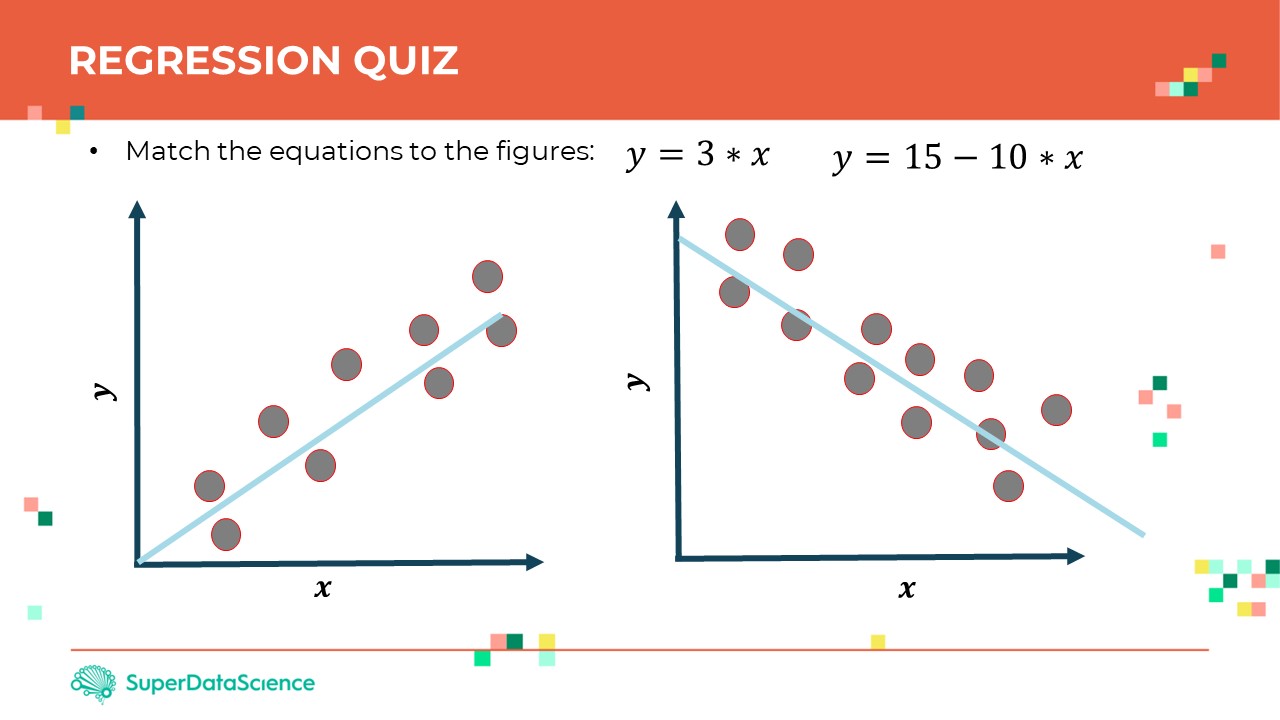 REGRESSION QUIZ
• Match the equations to the figures: y = 3 ∗ x y = 15 − 10 ∗ x
y
y
x
x
SuperDataScience